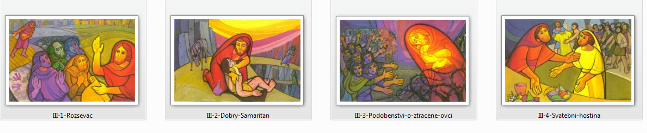 III-1-Rozsevac
III-2-Dobry-Samaritan
III-3-Podobenstvi-o-ztracene-ovci
III-4-Svatebni-hostina